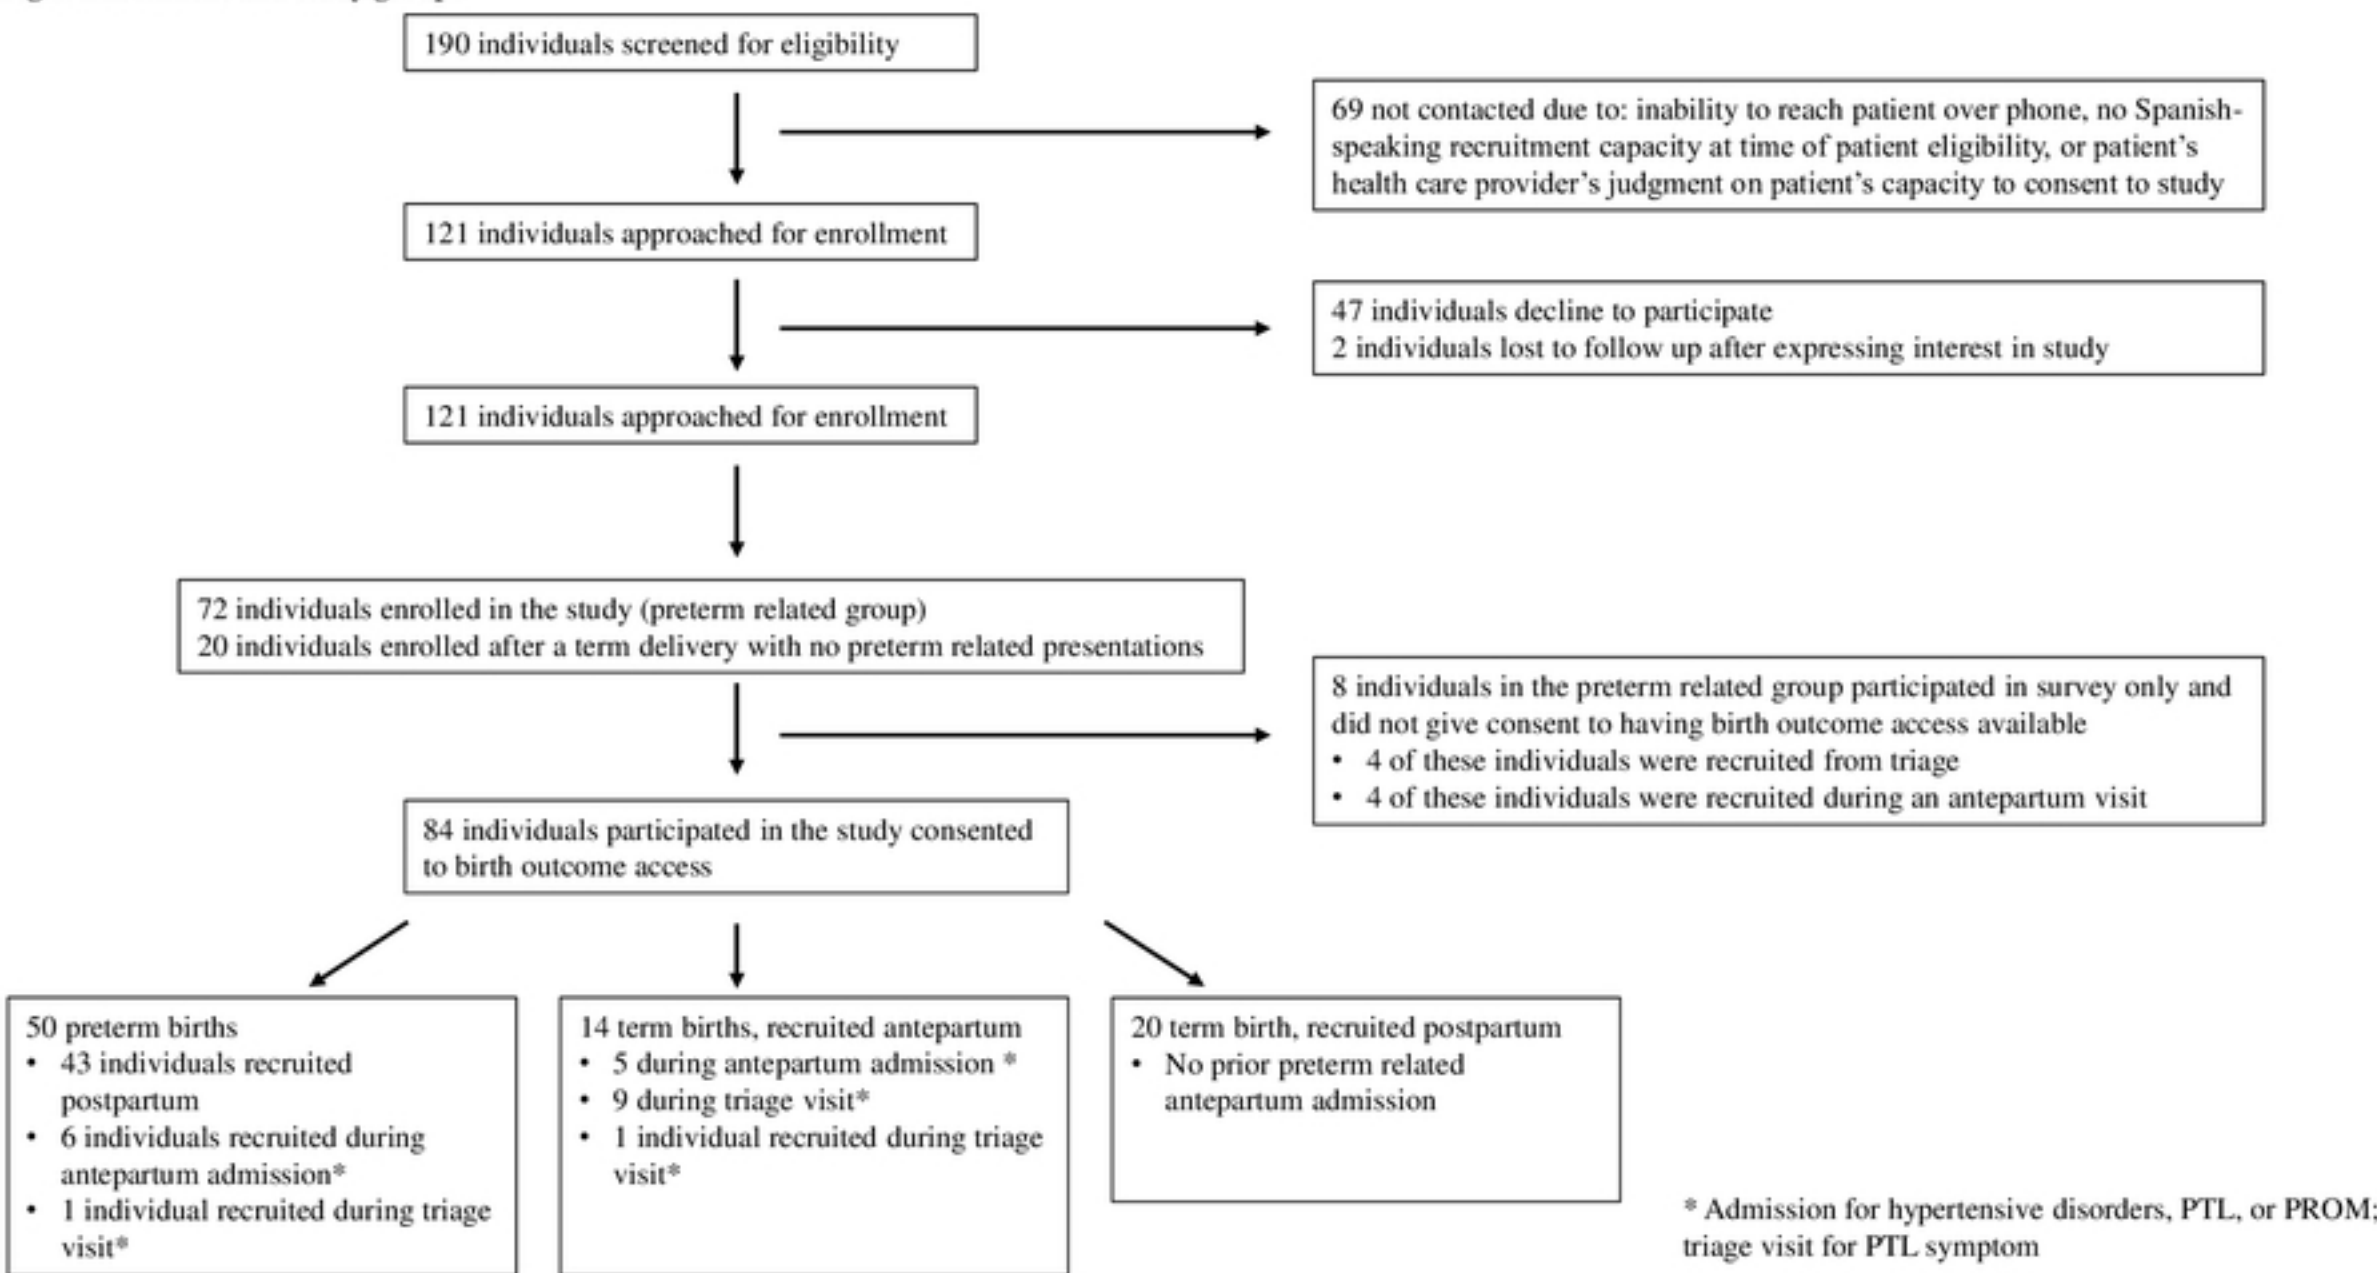 190 individuals screened for eligibility
69 not contacted due to: inability to reach patient over phone, no Spanish-
speaking recruitment capacity at time of patient eligibility, or patient's
health care provider's judgment on patient's capacity to consent to study
121 individuals approached for enrollment
47 individuals decline to participate
2 individuals lost to follow up after expressing interest in study
121 individuals approached for enrollment
72 individuals enrolled in the study (preterm related group)
20 individuals enrolled after a term delivery with no preterm related presentations
8 individuals in the preterm related group participated in survey only and
did not give consent to having birth outcome access available
• 4 of these individuals were recruited from triage
• 4 of these individuals were recruited during an antepartum visit
84 individuals participated in the study consented
to birth outcome access
50 preterm births
• 43 individuals recruited
postpartum
• 6 individuals recruited during
antepartum admission*
• 1 individual recruited during triage
visit*
14 term births, recruited antepartum
• 5 during antepartum admission *
• 9 during triage visit*
• 1 individual recruited during triage
visit*
20 term birth, recruited postpartum
• No prior preterm related
antepartum admission
* Admission for hypertensive disorders, PTL, or PROM;
triage visit for PTL symptom